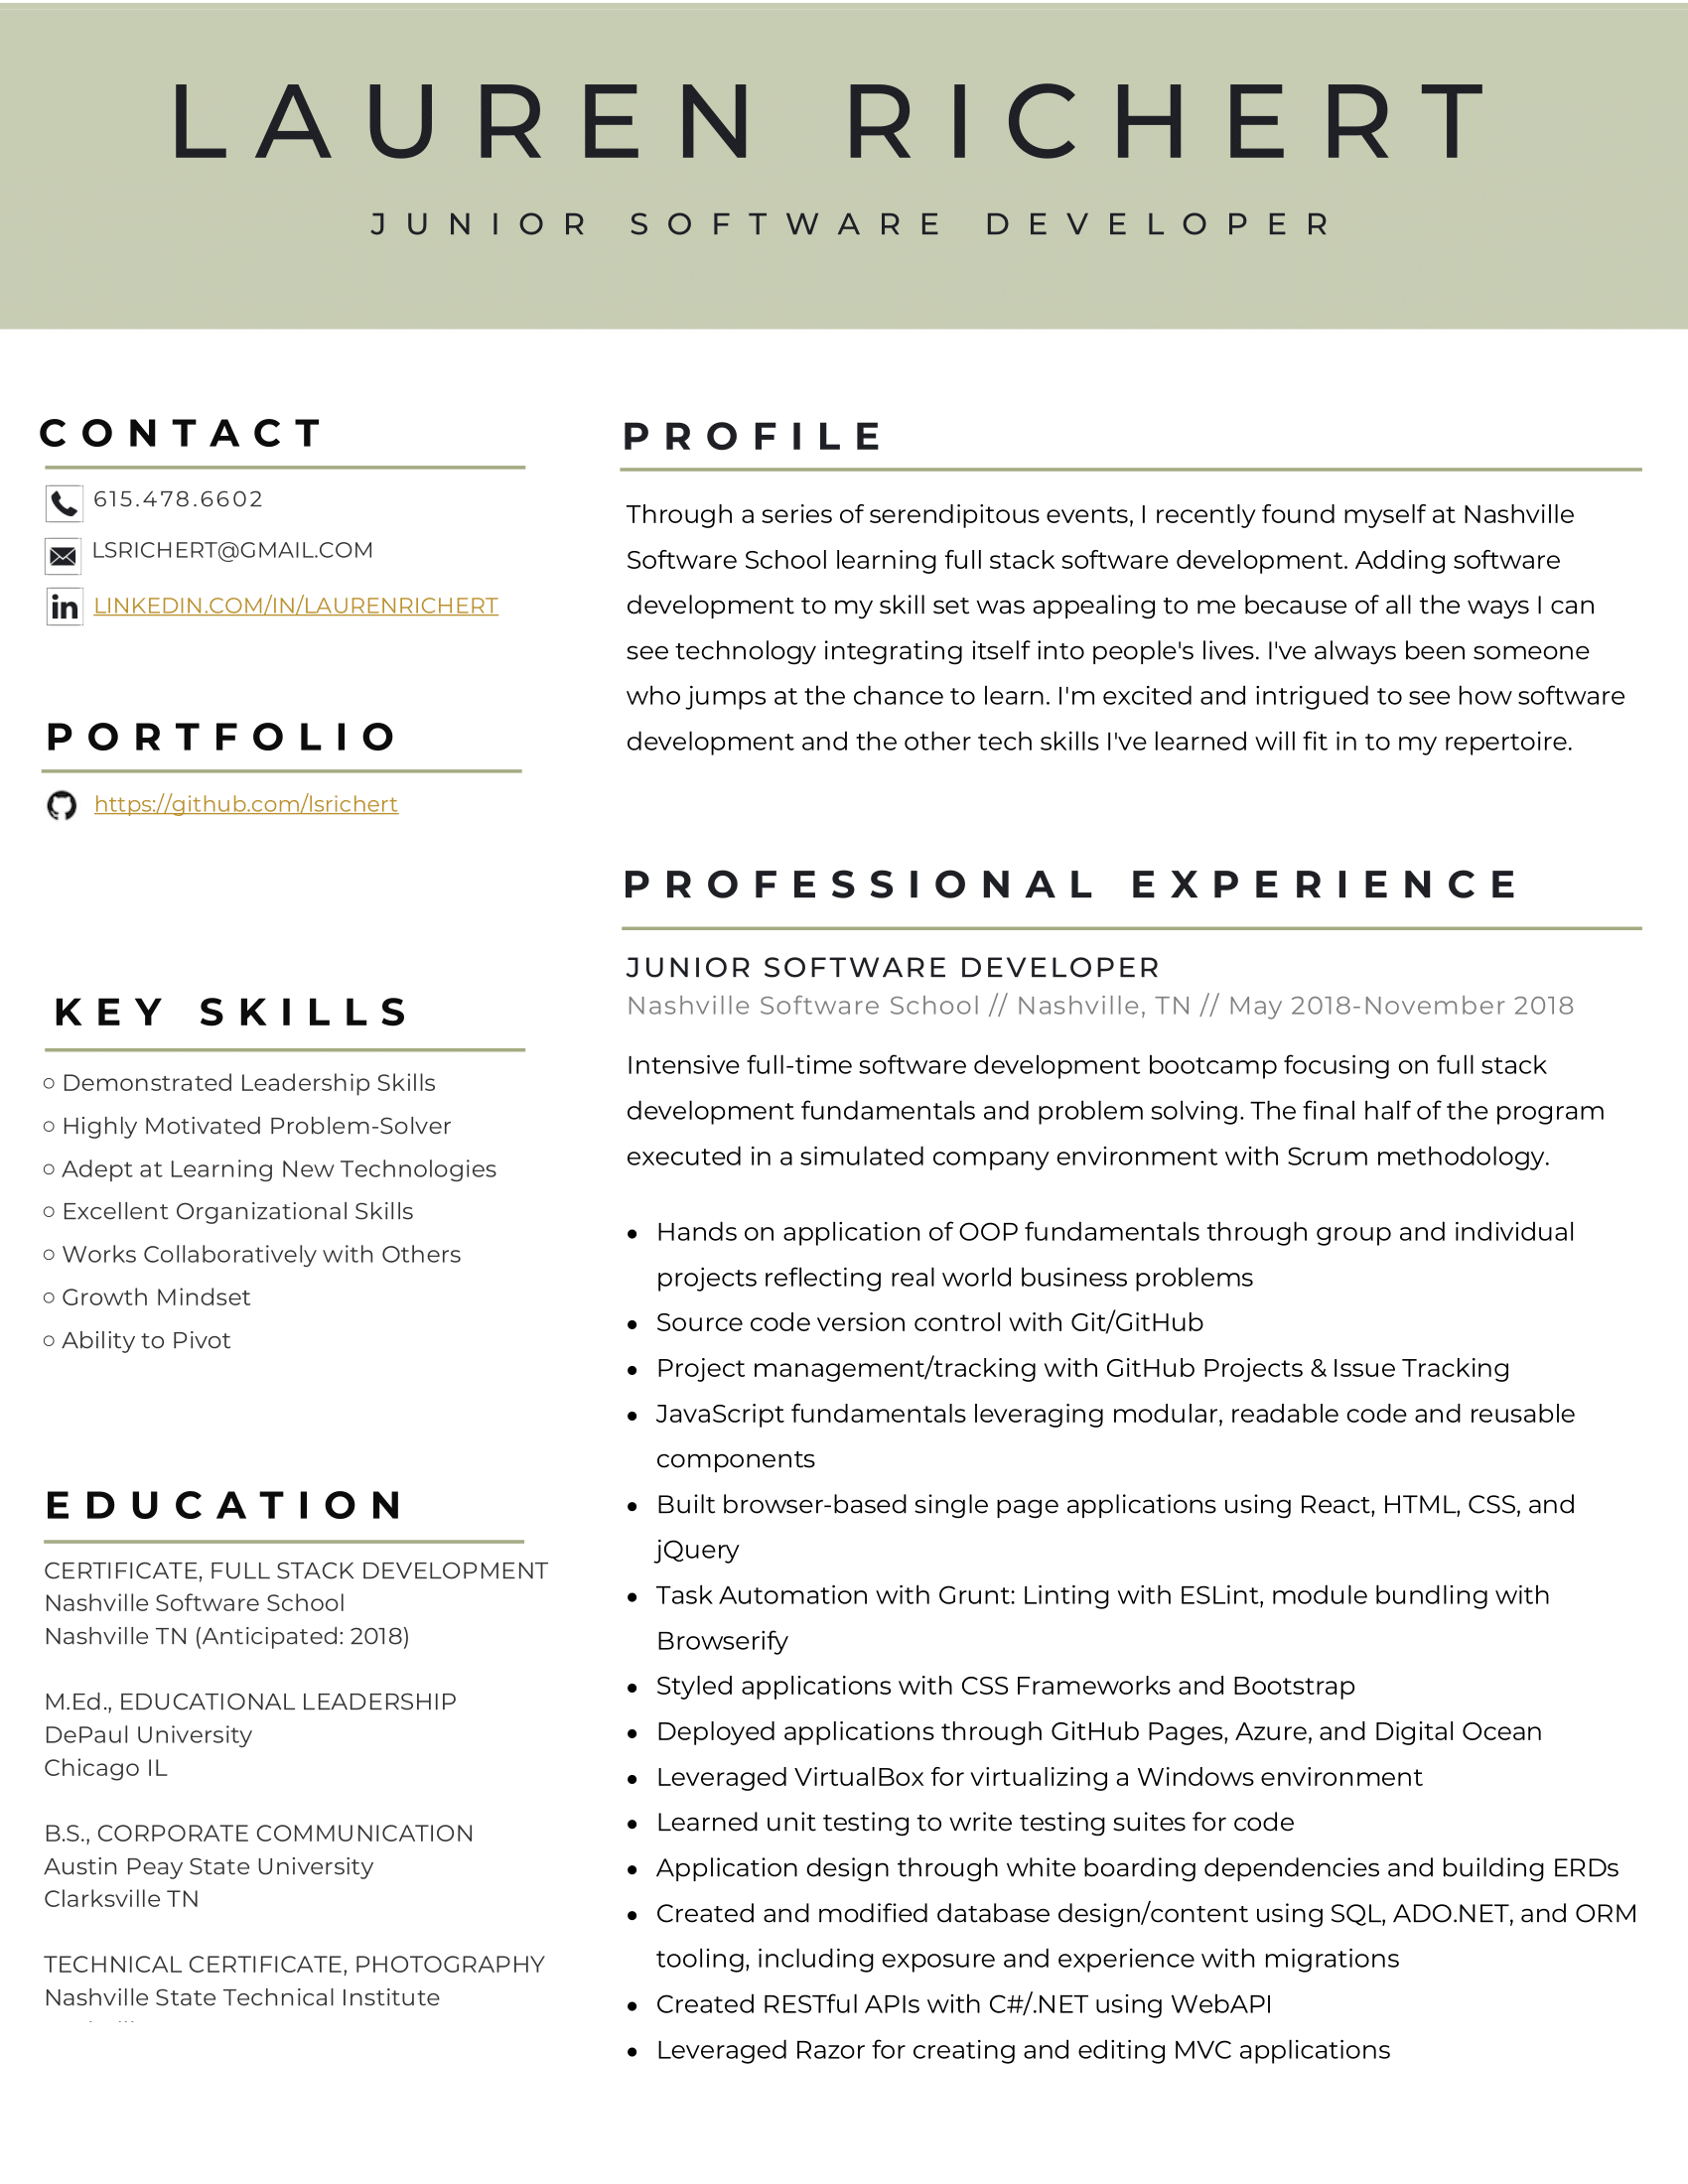 LAUREN RICHERT
JUNIOR SOFTWARE DEVELOPER
CONTACT
615.478.6602
LSRICHERT@GMAIL.COM
in LINKEDIN.COM/IN/LAURENRICHERT
PORTFOLIO
https://github.com/lsrichert
KEY SKILLS
○ Demonstrated Leadership Skills
○ Highly Motivated Problem-Solver
○ Adept at Learning New Technologies
○ Excellent Organizational Skills
○ Works Collaboratively with Others
○ Growth Mindset
○ Ability to Pivot
EDUCATION
CERTIFICATE, FULL STACK DEVELOPMENT
Nashville Software School
Nashville TN (Anticipated: 2018)
M.Ed., EDUCATIONAL LEADERSHIP
DePaul University
Chicago IL
B.S., CORPORATE COMMUNICATION
Austin Peay State University
Clarksville TN
TECHNICAL CERTIFICATE, PHOTOGRAPHY
Nashville State Technical Institute
PROFILE
Through a series of serendipitous events, I recently found myself at Nashville
Software School learning full stack software development. Adding software
development to my skill set was appealing to me because of all the ways I can
see technology integrating itself into people's lives. I've always been someone
who jumps at the chance to learn. I'm excited and intrigued to see how software
development and the other tech skills I've learned will fit in to my repertoire.
PROFESSIONAL EXPERIENCE
JUNIOR SOFTWARE DEVELOPER
Nashville Software School // Nashville, TN // May 2018-November 2018
Intensive full-time software development bootcamp focusing on full stack
development fundamentals and problem solving. The final half of the program
executed in a simulated company environment with Scrum methodology.
• Hands on application of OOP fundamentals through group and individual
projects reflecting real world business problems
• Source code version control with Git/GitHub
• Project management/tracking with GitHub Projects & Issue Tracking
• JavaScript fundamentals leveraging modular, readable code and reusable
components
• Built browser-based single page applications using React, HTML, CSS, and
jQuery
• Task Automation with Grunt: Linting with ESLint, module bundling with
Browserify
• Styled applications with CSS Frameworks and Bootstrap
• Deployed applications through GitHub Pages, Azure, and Digital Ocean
• Leveraged VirtualBox for virtualizing a Windows environment
• Learned unit testing to write testing suites for code
• Application design through white boarding dependencies and building ERDs
• Created and modified database design/content using SQL, ADO.NET, and ORM
tooling, including exposure and experience with migrations
• Created RESTful APIs with C#/.NET using WebAPI
• Leveraged Razor for creating and editing MVC applications